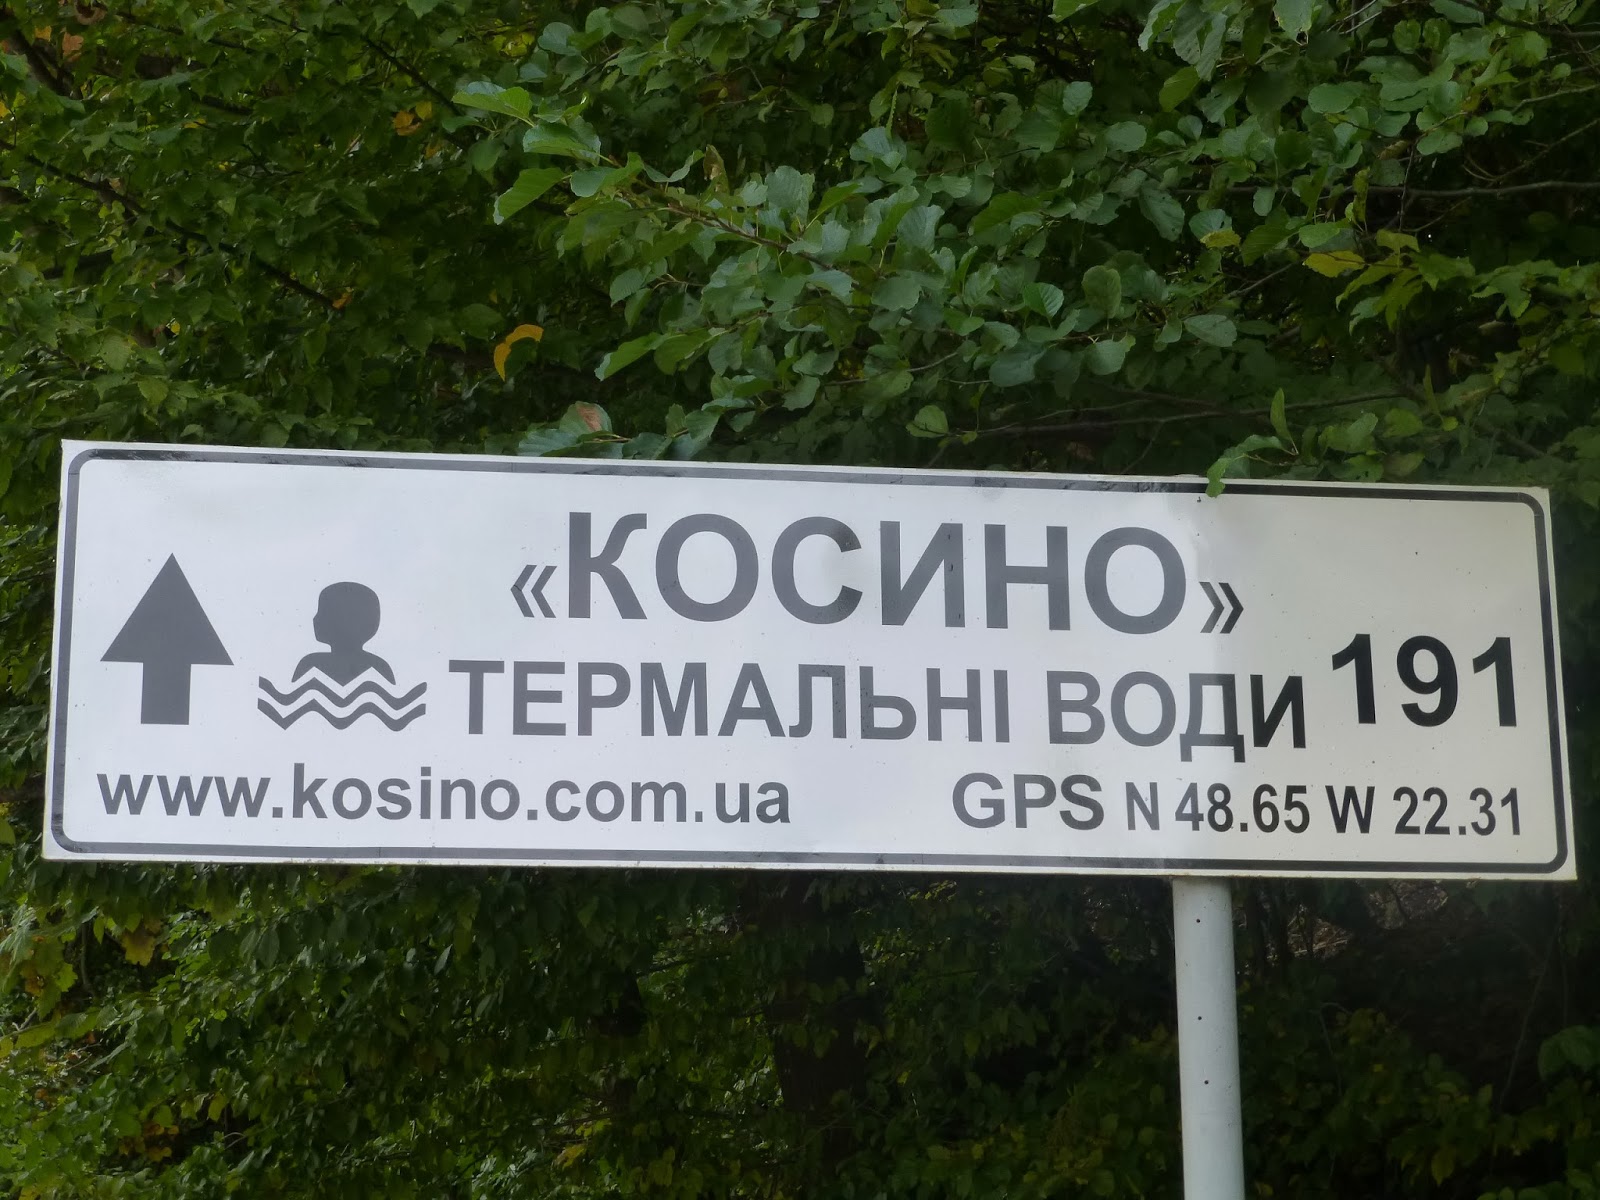 «КОСИНО»
ТЕРМАЛЬНІ ВОДИ 191
www.kosino.com.ua GPS N 48.65 W 22.31